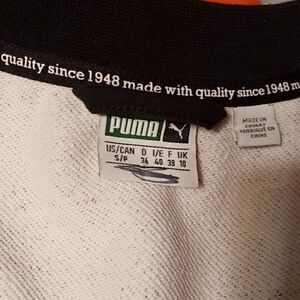 quality since 1948 made with quality since 1948 m
PUMA
US/CAN D I/E F UK
S/P 34 40 38 10
MADE IN
CHINA/
FABRIQUÉ EN
CHINE